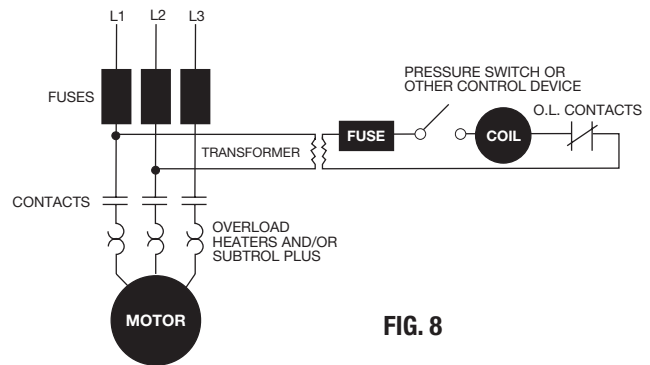 L1 L2 L3
PRESSURE SWITCH OR
OTHER CONTROL DEVICE
FUSES
O.L. CONTACTS
FUSE
COIL
TRANSFORMER
CONTACTS
OVERLOAD
HEATERS AND/OR
SUBTROL PLUS
MOTOR
FIG. 8